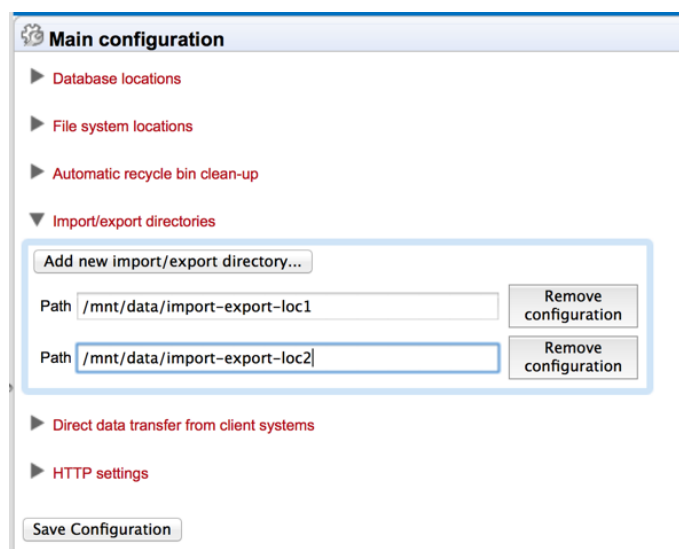 Main configuration
Database locations
File system locations
Automatic recycle bin clean-up
Import/export directories
Add new import/export directory...
Path /mnt/data/import-export-loc1 Remove configuration
Path /mnt/data/import-export-loc2 Remove configuration
Direct data transfer from client systems
HTTP settings
Save Configuration